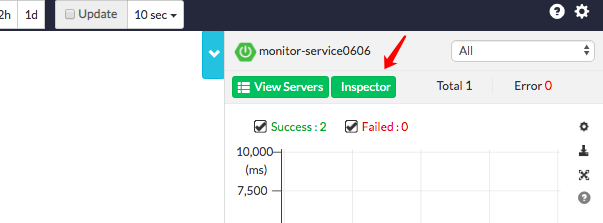 2h 1d Update 10 sec
monitor-service0606 All
View Servers Inspector Total 1 Error 0
Success : 2 Failed : 0
10,000
(ms)
7,500